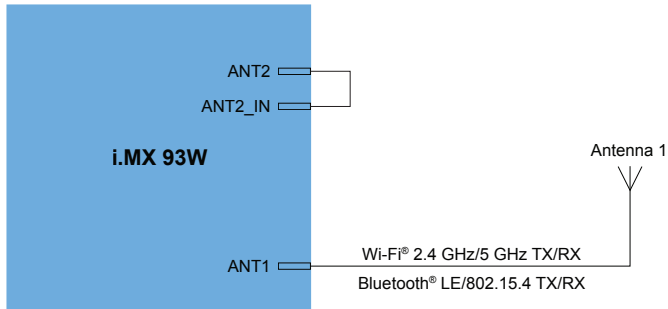 ANT2
ANT2_IN
i.MX 93W
Antenna 1
ANT1
Wi-Fi® 2.4 GHz/5 GHz TX/RX
Bluetooth® LE/802.15.4 TX/RX